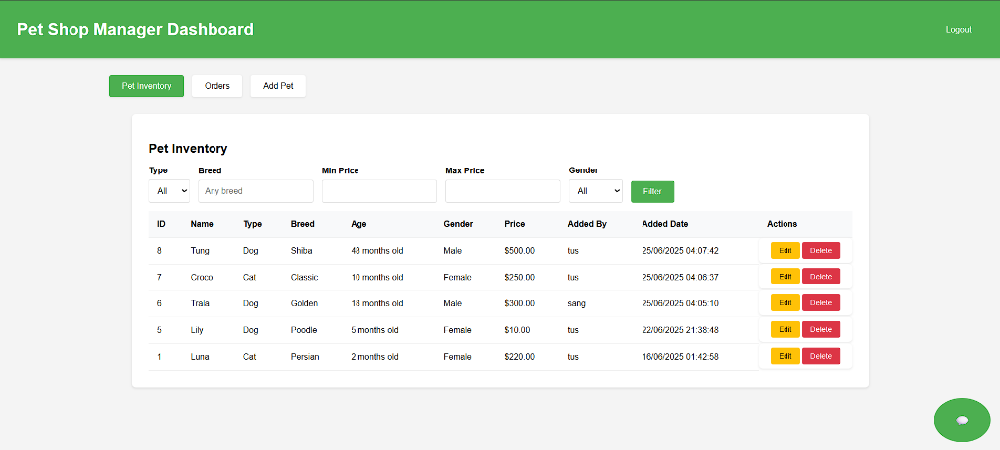 Pet Shop Manager Dashboard
Logout
Pet Inventory Orders Add Pet
Pet Inventory
Type Breed Min Price Max Price Gender
All Any breed All Filter
ID Name Type Breed Age Gender Price Added By Added Date Actions
8 Tung Dog Shiba 48 months old Male $500.00 tus 25/06/2025 04:07:42 Edit Delete
7 Croco Cat Classic 10 months old Female $250.00 tus 25/06/2025 04:06:37 Edit Delete
6 Trala Dog Golden 18 months old Male $300.00 sang 25/06/2025 04:05:10 Edit Delete
5 Lily Dog Poodle 5 months old Female $10.00 tus 22/06/2025 21:38:48 Edit Delete
1 Luna Cat Persian 2 months old Female $220.00 tus 16/06/2025 01:42:58 Edit Delete